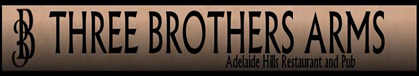 THREE BROTHERS ARMS
Adelaide Hills Restaurant and Pub